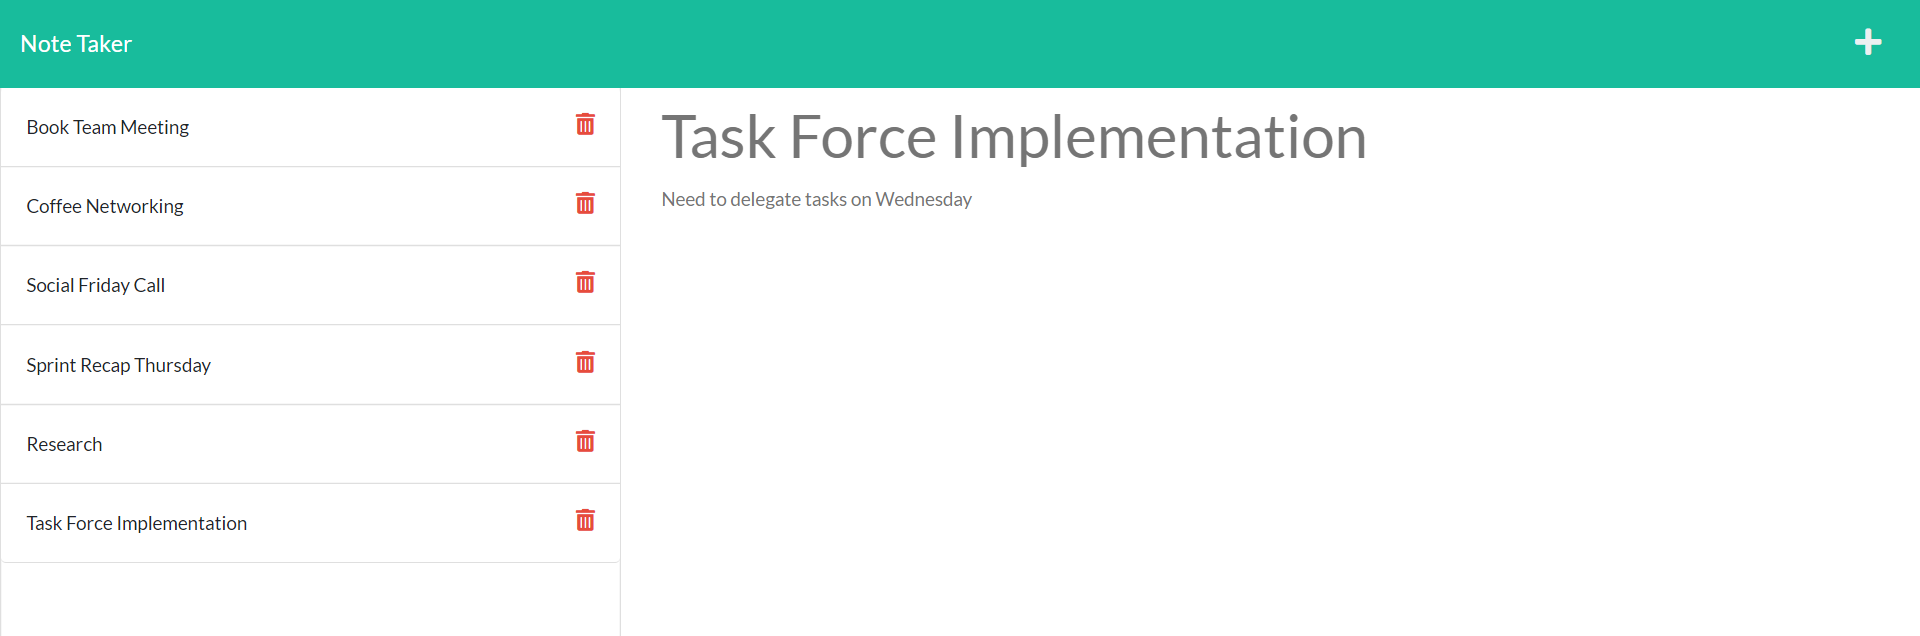 Note Taker
Book Team Meeting
Coffee Networking
Social Friday Call
Sprint Recap Thursday
Research
Task Force Implementation
Task Force Implementation
Need to delegate tasks on Wednesday